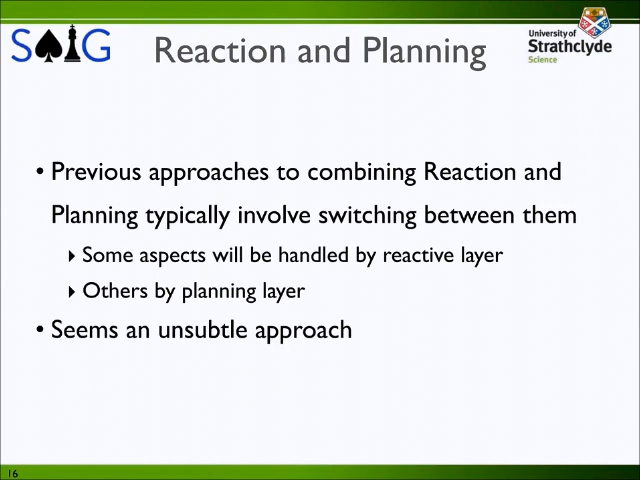 S♠♚G
Reaction and Planning
University of
Strathclyde
Science
• Previous approaches to combining Reaction and
Planning typically involve switching between them
‣ Some aspects will be handled by reactive layer
‣ Others by planning layer
• Seems an unsubtle approach
16